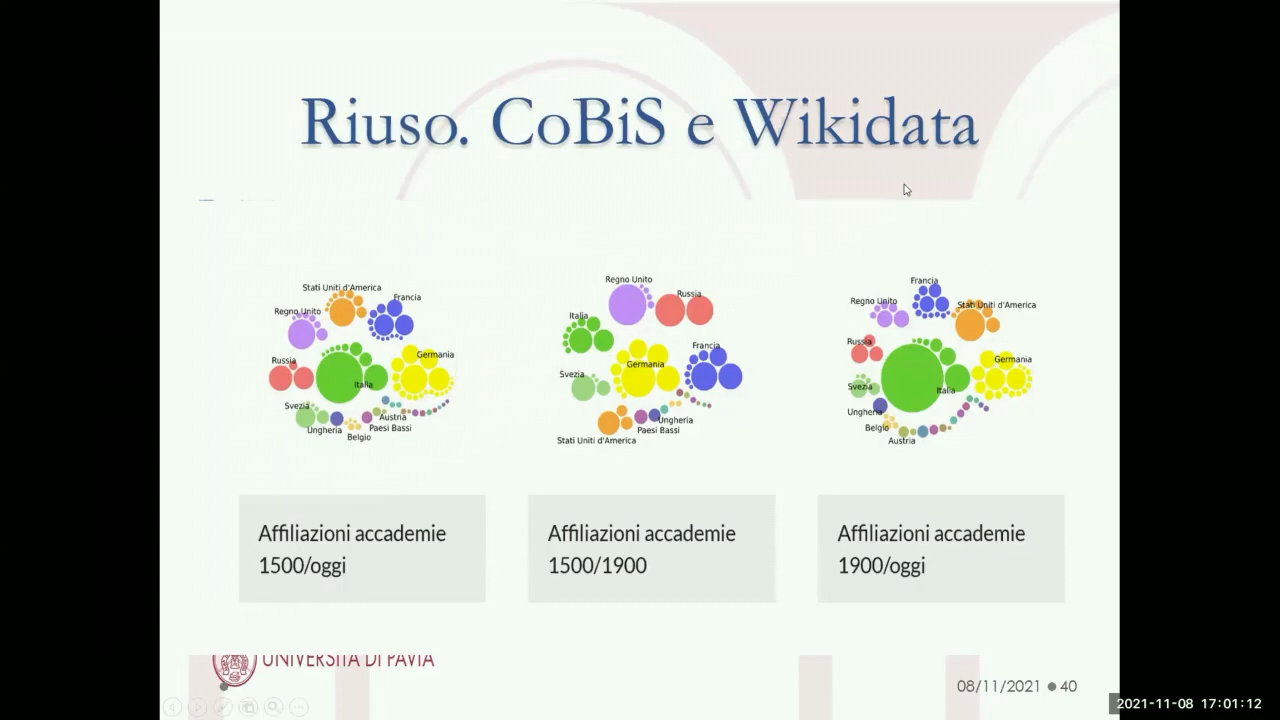 Riuso. CoBiS e Wikidata
Stati Uniti d'America
Francia
Regno Unito
Germania
Russia
Italia
Svezia
Austria
Ungheria
Paesi Bassi
Belgio
Regno Unito
Russia
Italia
Francia
Germania
Svezia
Ungheria
Paesi Bassi
Stati Uniti d'America
Francia
Regno Unito
Stati Uniti d'America
Russia
Germania
Svezia
Italia
Ungheria
Belgio
Austria
Affiliazioni accademie
1500/oggi
Affiliazioni accademie
1500/1900
Affiliazioni accademie
1900/oggi
UNIVERSITÀ DI PAVIA
08/11/2021 ● 40
2021-11-08 17:01:12